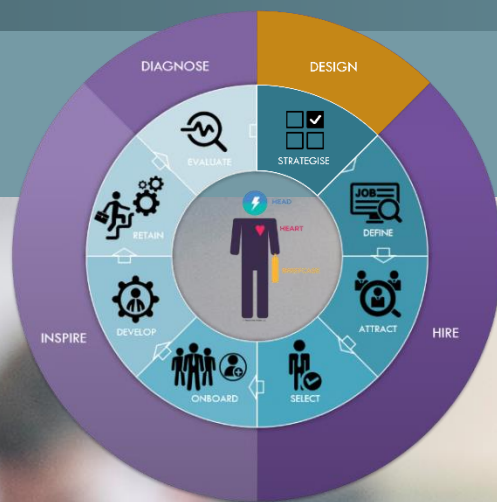 DIAGNOSE
DESIGN
HIRE
INSPIRE
STRATEGISE
JOB
DEFINE
ATTRACT
SELECT
ONBOARD
DEVELOP
RETAIN
EVALUATE
HEAD
HEART